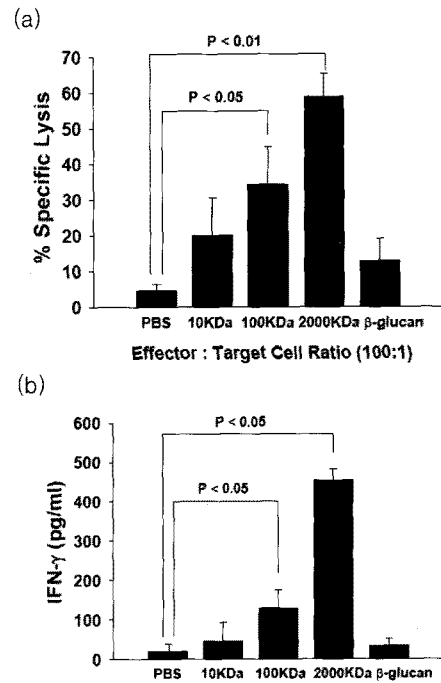 (a)
P < 0.01
P < 0.05
% Specific Lysis
70
60
50
40
30
20
10
0
PBS 10KDa 100KDa 2000KDa β-glucan
Effector : Target Cell Ratio (100:1)
(b)
P < 0.05
P < 0.05
IFN-γ (pg/ml)
600
500
400
300
200
100
0
PBS 10KDa 100KDa 2000KDa β-glucan